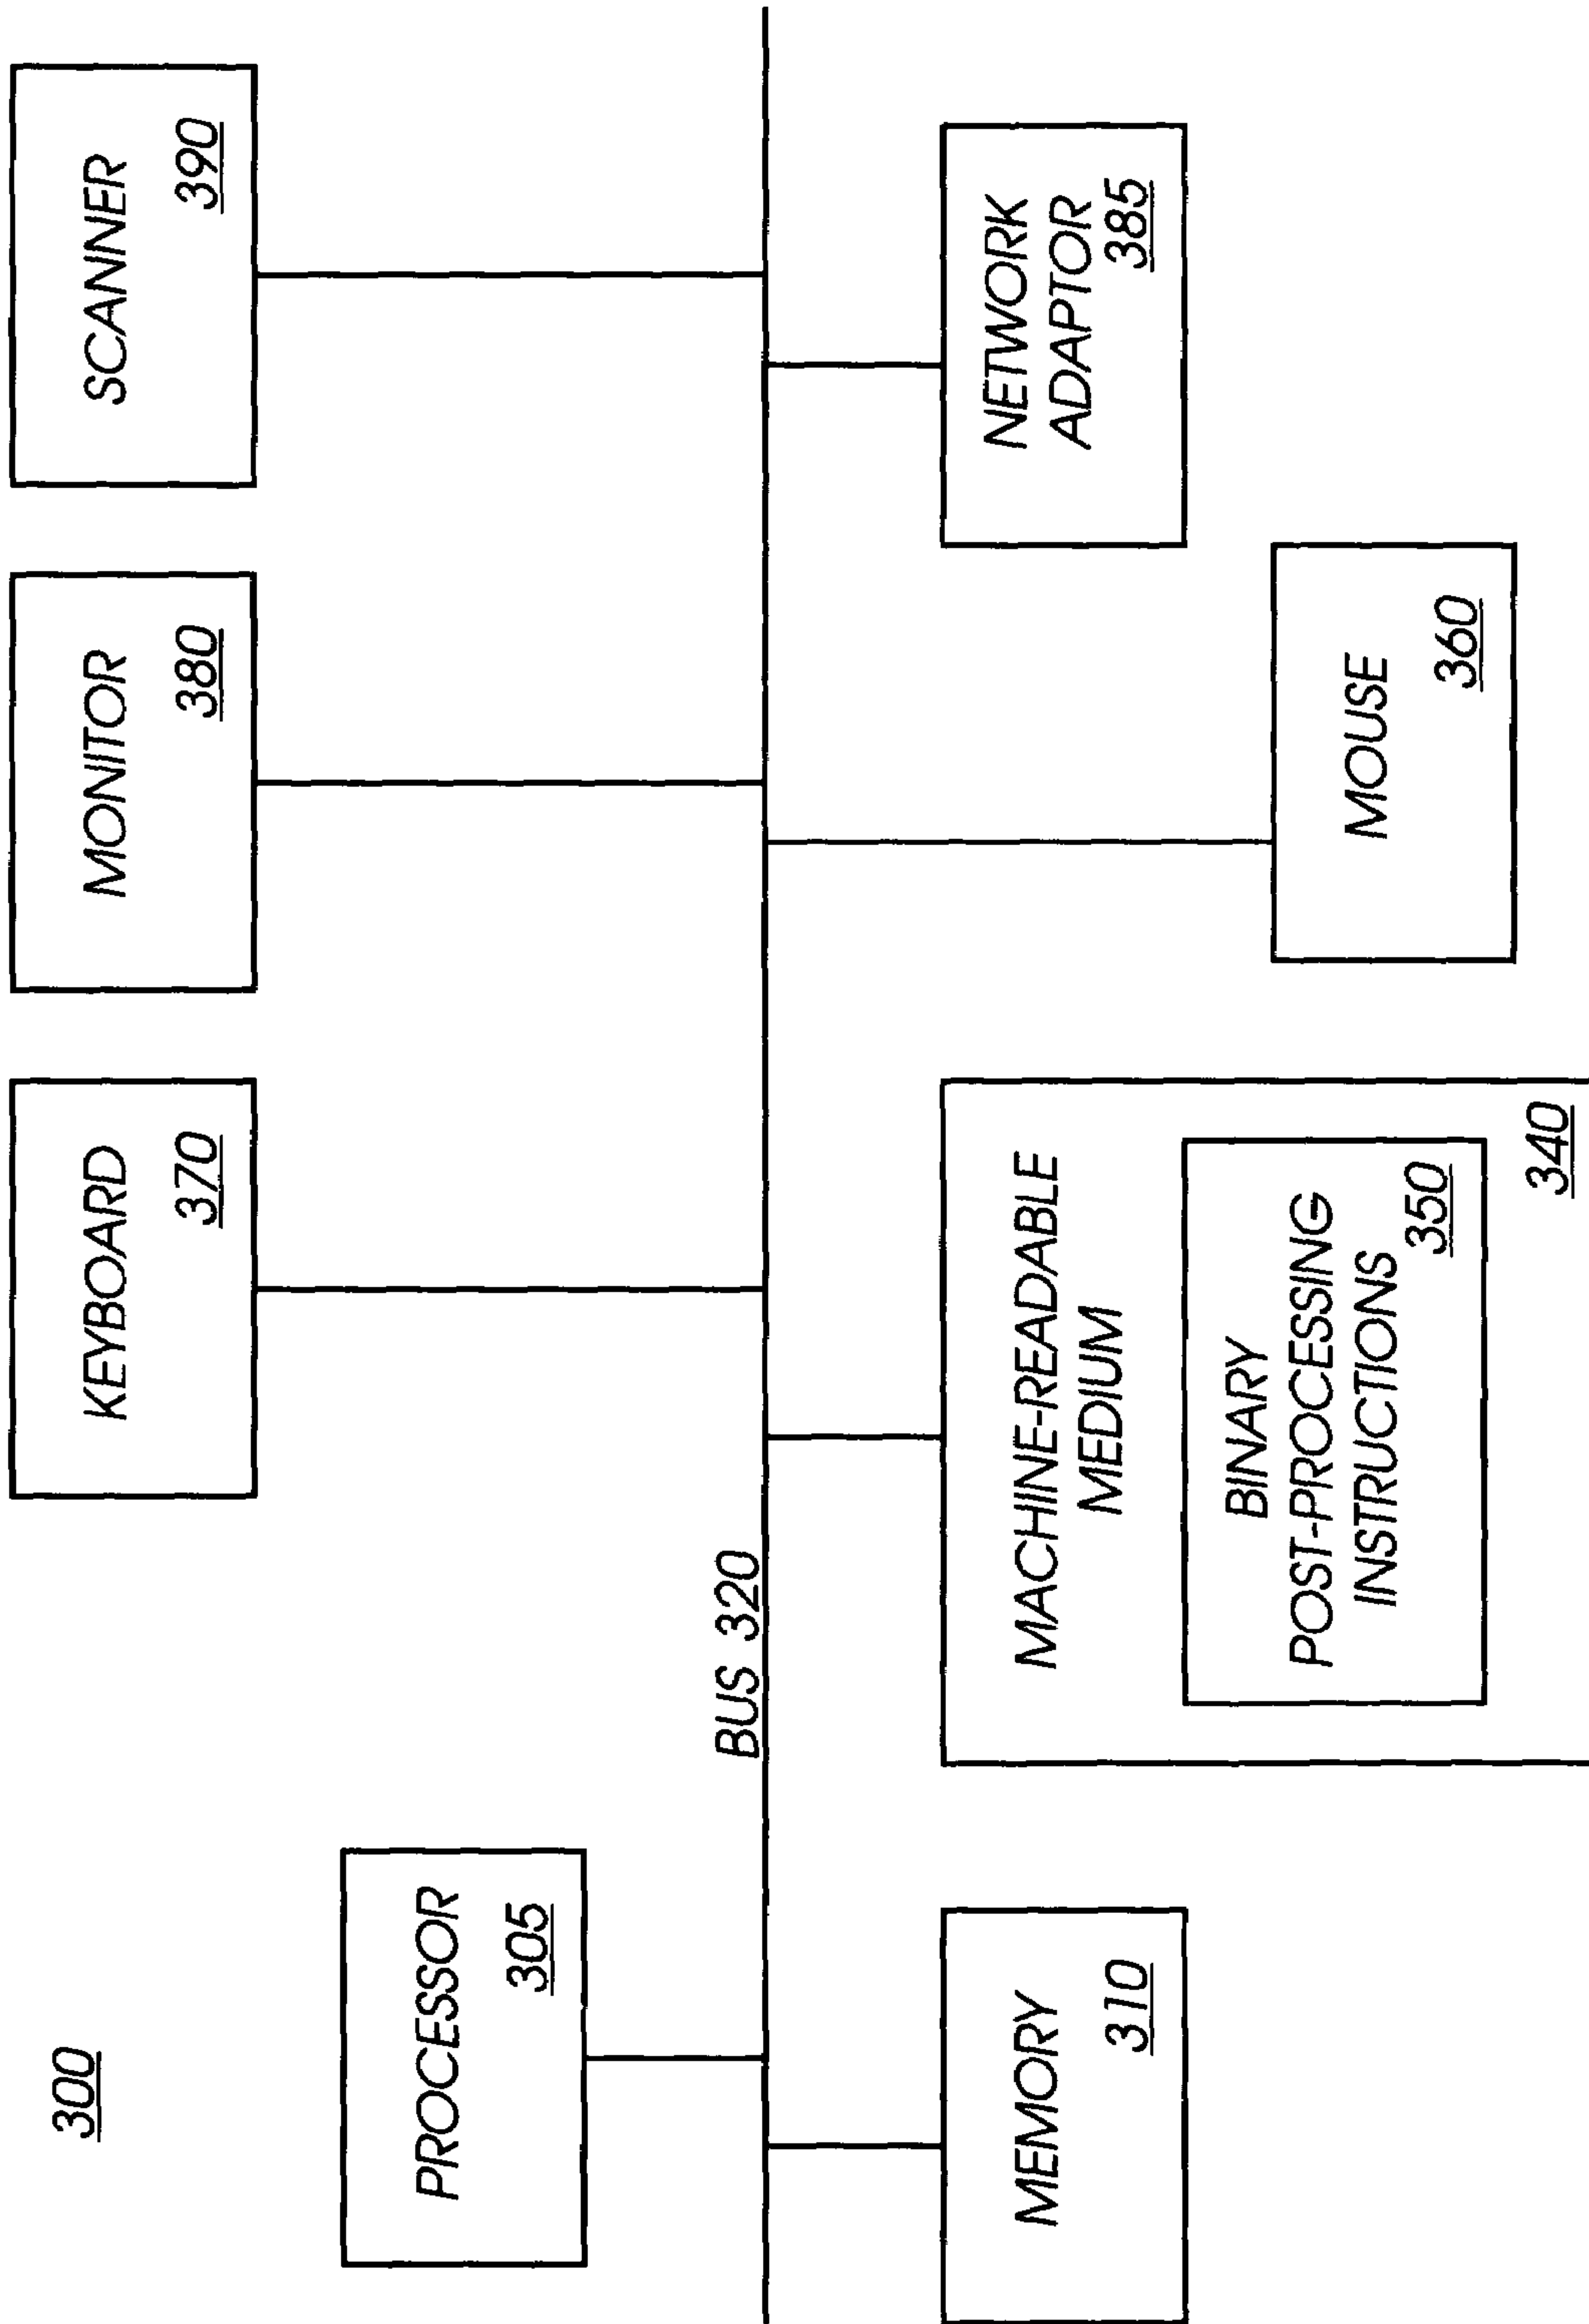 300
PROCESSOR
305
KEYBOARD
370
MONITOR
380
SCANNER
390
BUS 320
MEMORY
310
MACHINE-READABLE
MEDIUM
BINARY
POST-PROCESSING
INSTRUCTIONS
350
340
MOUSE
360
NETWORK
ADAPTOR
385